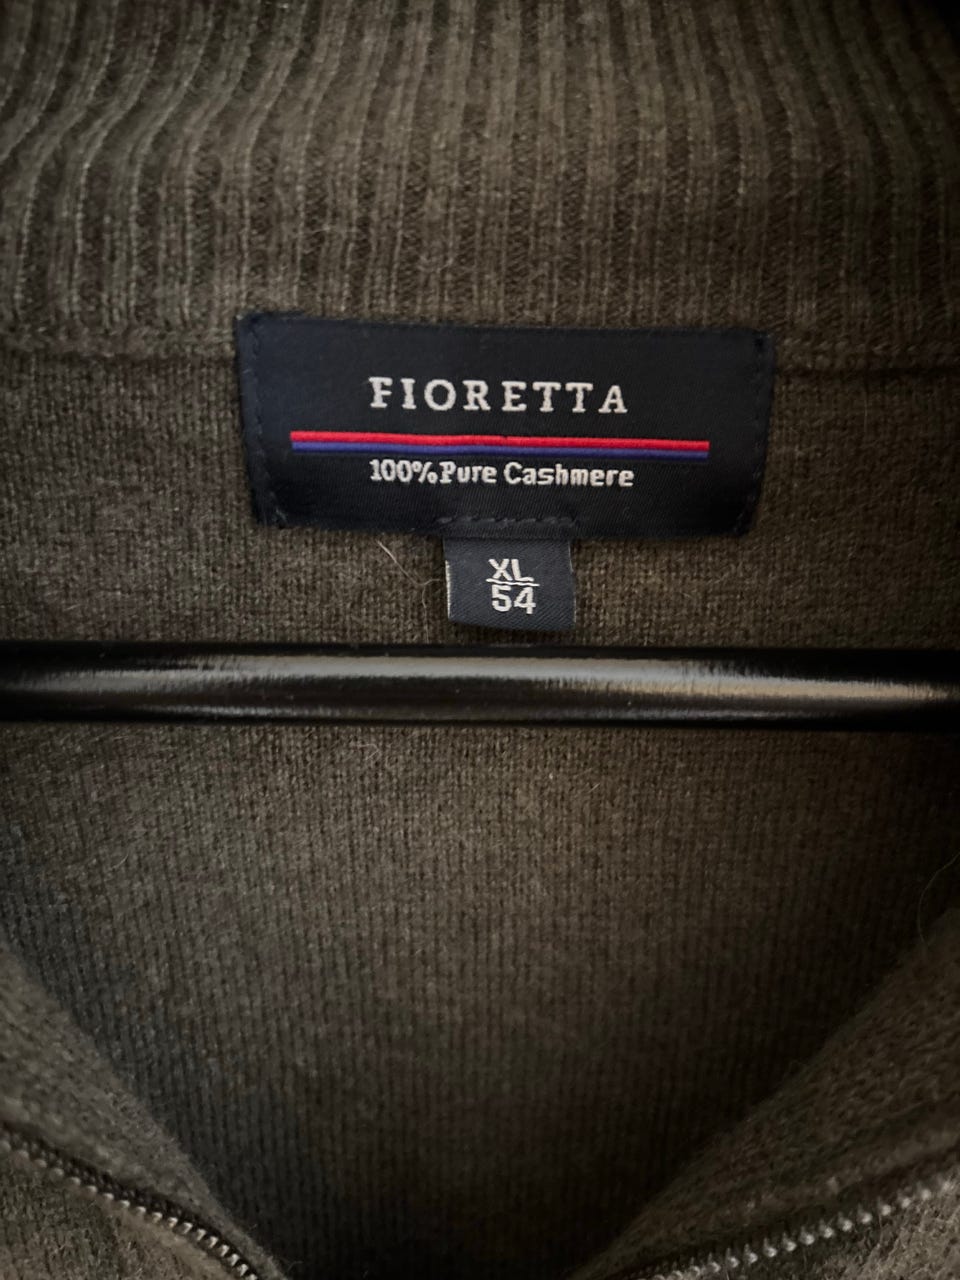 FIORETTA
100% Pure Cashmere
XL
54